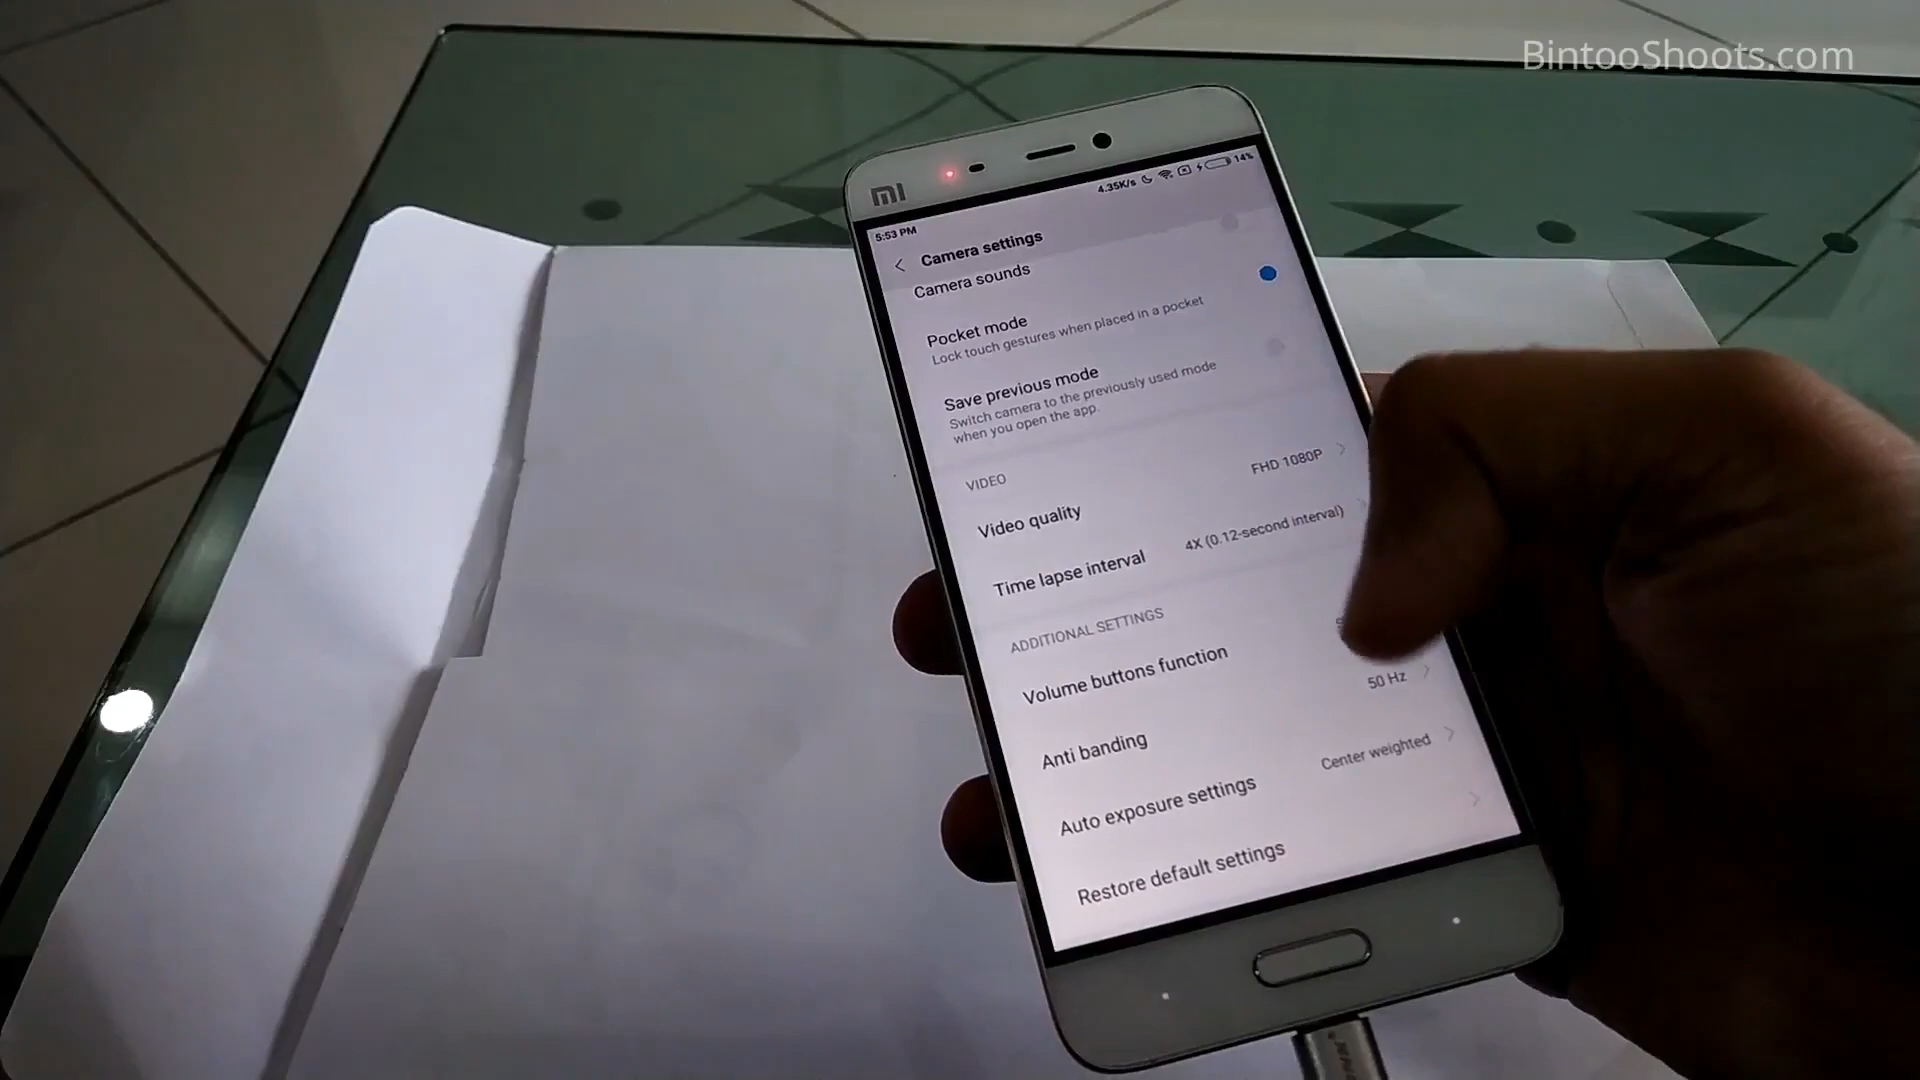 BintooShoots.com
MI
4.35K/s 14%
5:53 PM
Camera settings
Camera sounds
Pocket mode
Lock touch gestures when placed in a pocket
Save previous mode
Switch camera to the previously used mode
when you open the app.
VIDEO
Video quality FHD 1080P
Time lapse interval 4X (0.12-second interval)
ADDITIONAL SETTINGS
Volume buttons function
Anti banding 50 Hz
Auto exposure settings Center weighted
Restore default settings